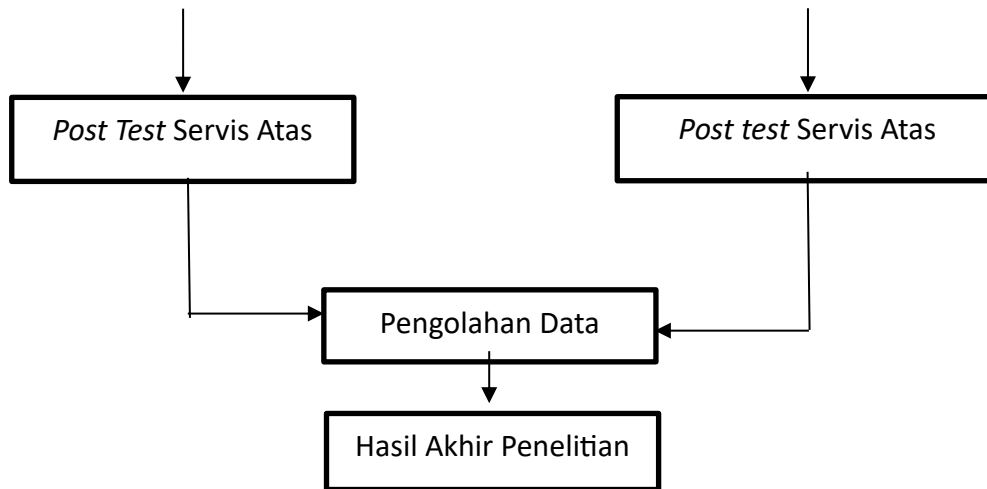 Post Test Servis Atas
Post test Servis Atas
Pengolahan Data
Hasil Akhir Penelitian